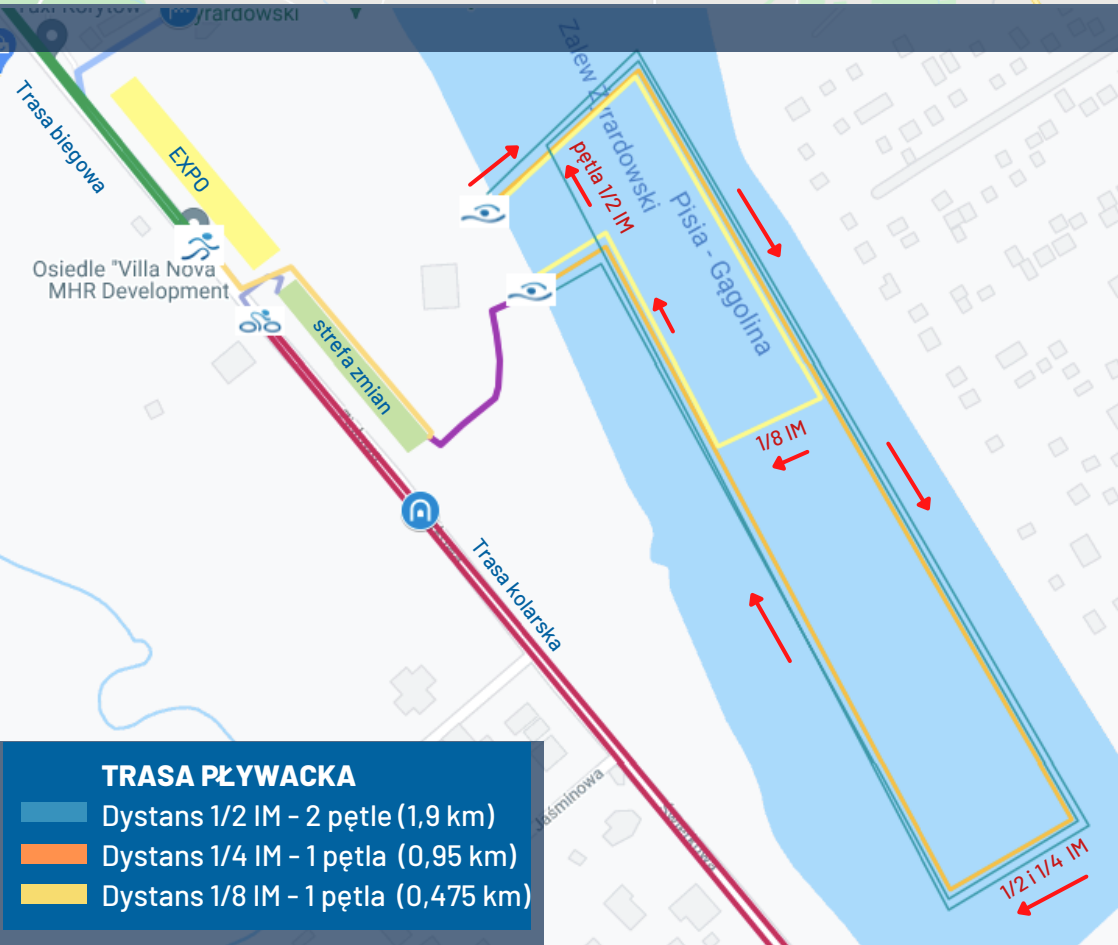 yrardowski
Trasa biegowa
EXPO
Osiedle "Villa Nova
MHR Development
strefa zmian
Trasa kolarska
Zalew Żyrardowski
Pisia - Gągolina
pętla 1/2 IM
1/8 IM
1/2 i 1/4 IM
Jaśminowa
TRASA PŁYWACKA
Dystans 1/2 IM - 2 pętle (1,9 km)
Dystans 1/4 IM - 1 pętla (0,95 km)
Dystans 1/8 IM - 1 pętla (0,475 km)